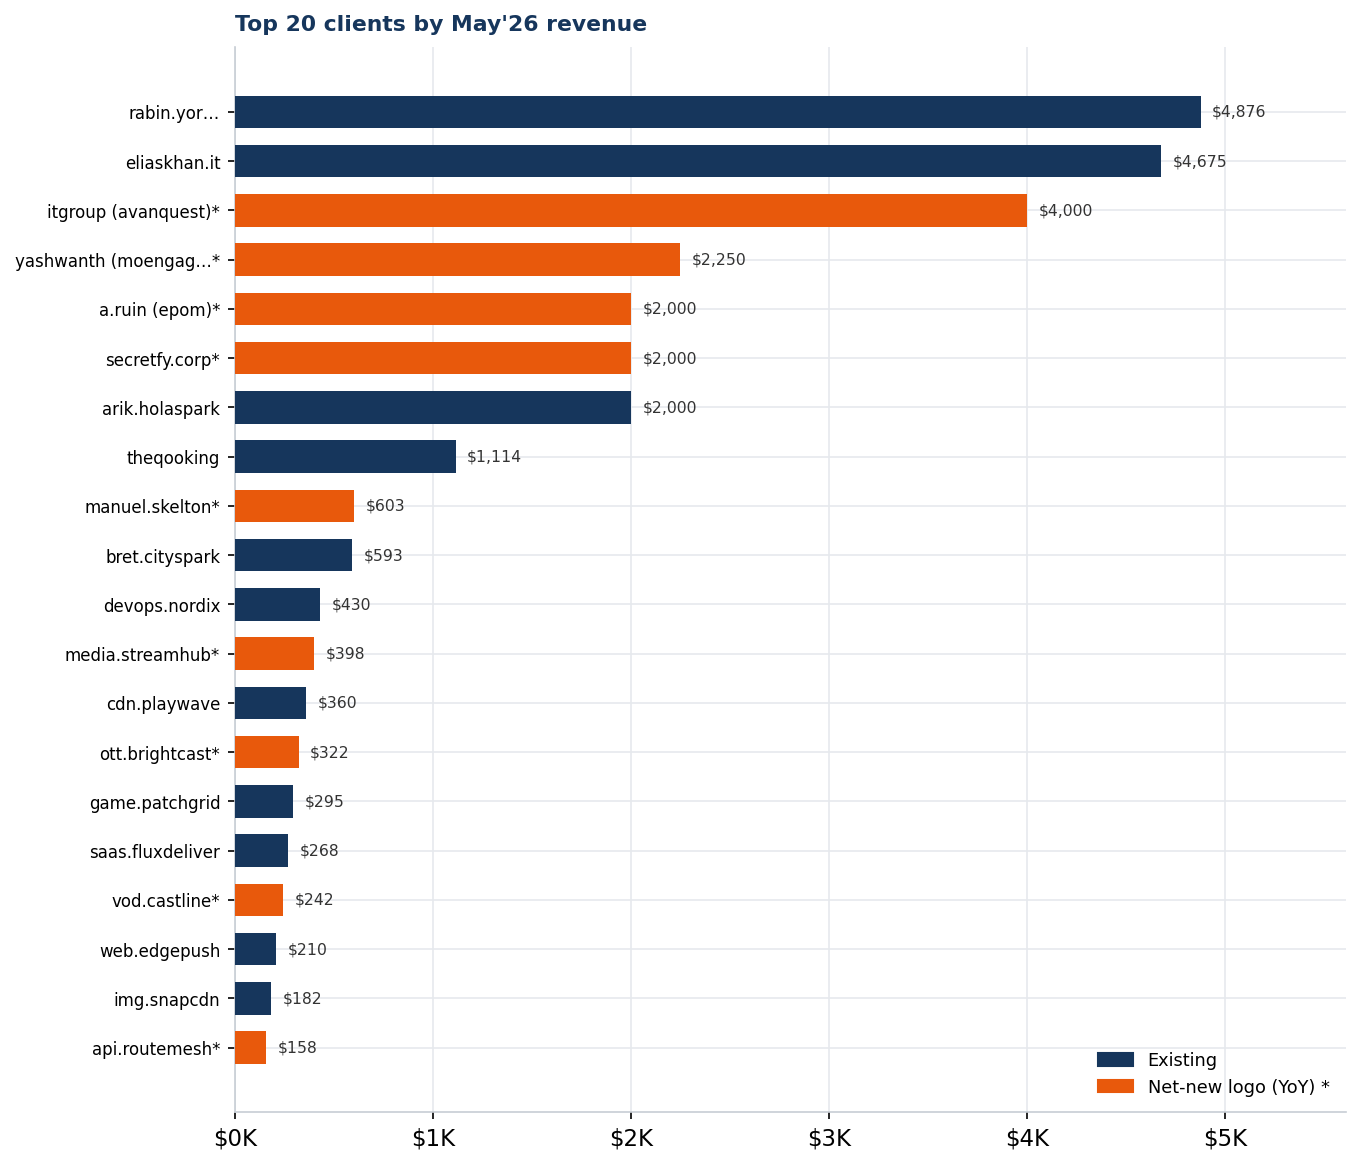 Top 20 clients by May'26 revenue
rabin.yor… $4,876
eliaskhan.it $4,675
itgroup (avanquest)* $4,000
yashwanth (moengag…* $2,250
a.ruin (epom)* $2,000
secretfy.corp* $2,000
arik.holaspark $2,000
theqooking $1,114
manuel.skelton* $603
bret.cityspark $593
devops.nordix $430
media.streamhub* $398
cdn.playwave $360
ott.brightcast* $322
game.patchgrid $295
saas.fluxdeliver $268
vod.castline* $242
web.edgepush $210
img.snapcdn $182
api.routemesh* $158
Existing
Net-new logo (YoY) *
$0K $1K $2K $3K $4K $5K